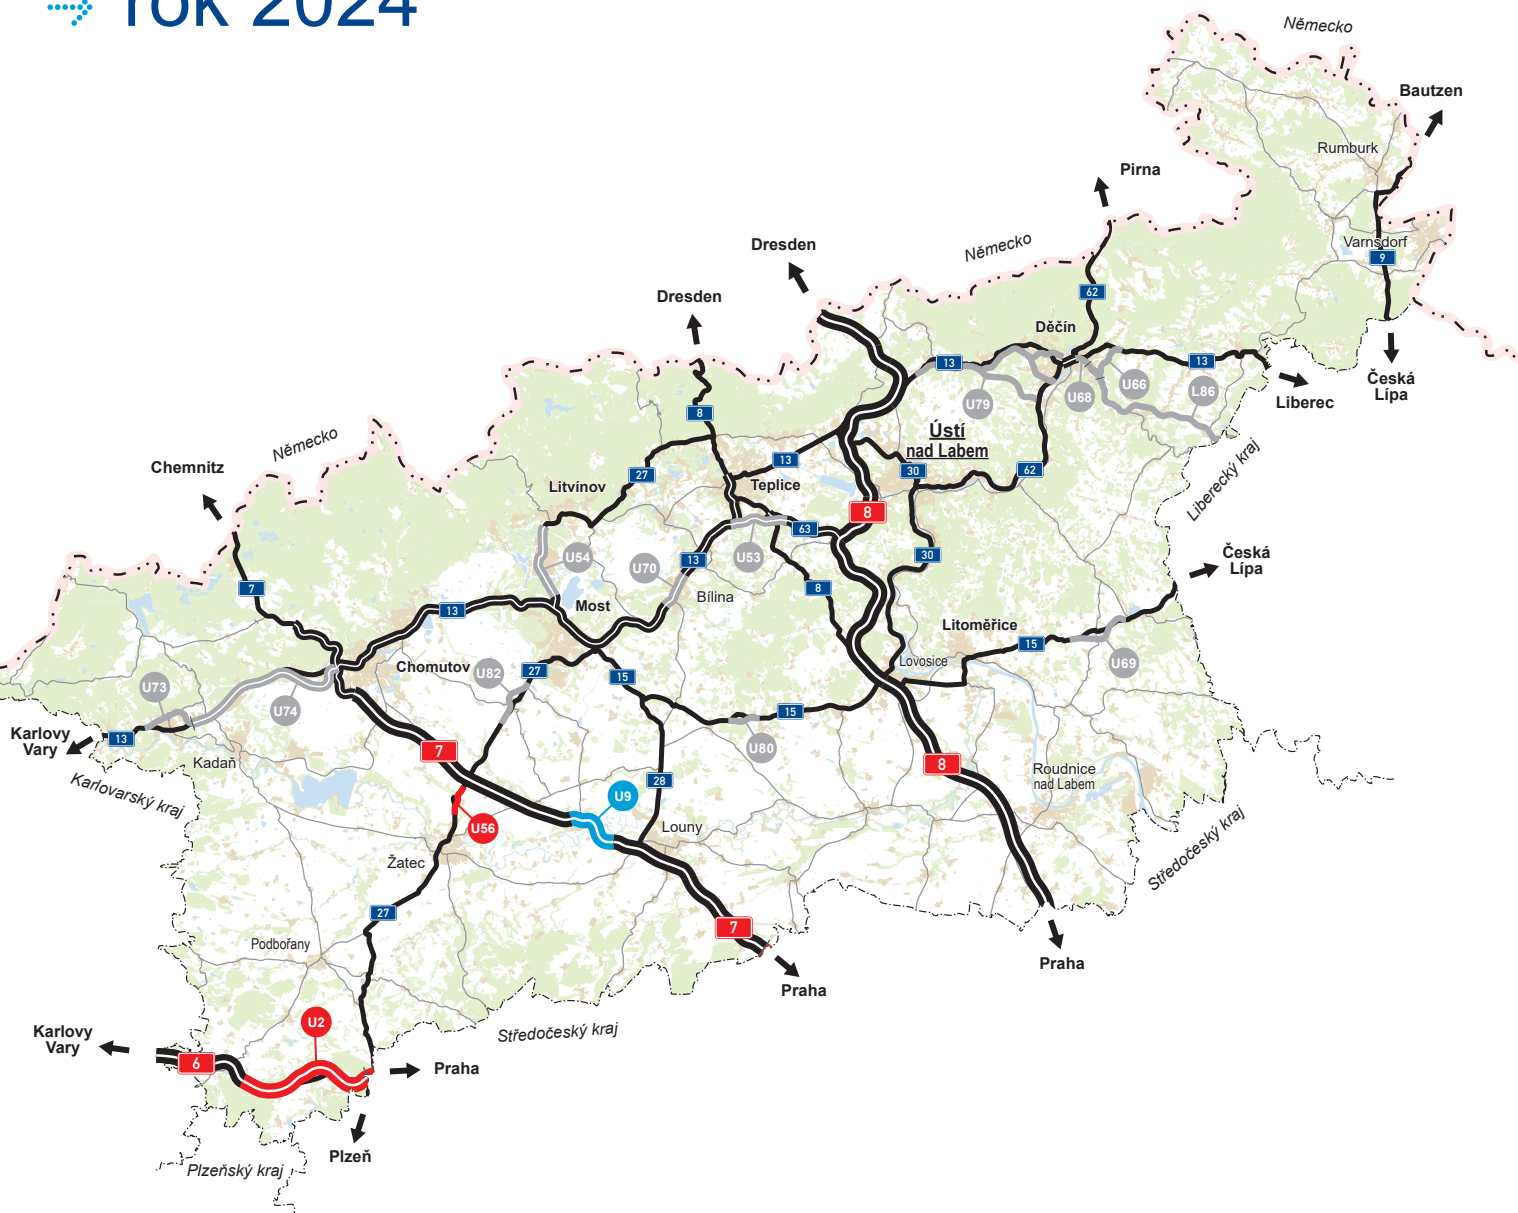 rok 2024
Německo
Bautzen
Rumburk
Pirna
Varnsdorf
9
Německo
Dresden
Dresden
62
Děčín
13
13
U66
L86
U68
U79
Česká
Lípa
Liberec
8
Ústí
nad Labem
Německo
Chemnitz
13
27
Teplice
30
62
Litvínov
Liberecký kraj
8
63
U54
U53
U70
13
30
Česká
Lípa
7
8
Bílina
13
Most
Litoměřice
15
Lovosice
U69
Chomutov
U82
27
15
U73
U74
15
U80
Karlovy
Vary
13
7
Kadaň
8
Roudnice
nad Labem
Karlovarský kraj
28
U9
U56
Louny
Středočeský kraj
Žatec
27
7
Podbořany
Praha
Praha
U2
Středočeský kraj
Karlovy
Vary
6
Praha
Plzeň
Plzeňský kraj